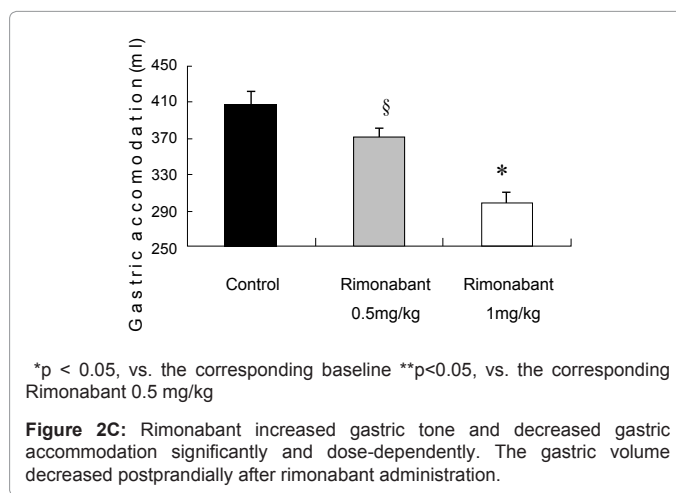 Gastric accomodation(ml)
450
410
370
330
290
250
§
*
Control
Rimonabant
0.5mg/kg
Rimonabant
1mg/kg
*p < 0.05, vs. the corresponding baseline **p<0.05, vs. the corresponding
Rimonabant 0.5 mg/kg
Figure 2C: Rimonabant increased gastric tone and decreased gastric
accommodation significantly and dose-dependently. The gastric volume
decreased postprandially after rimonabant administration.